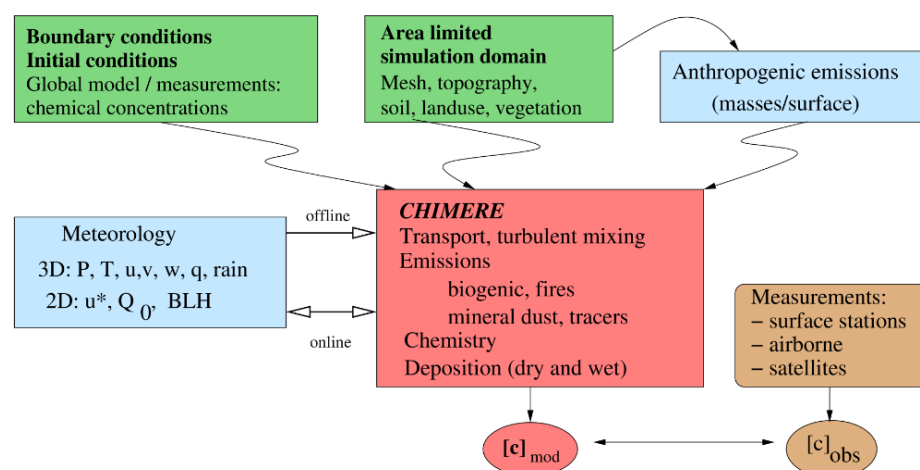 Boundary conditions
Initial conditions
Global model / measurements:
chemical concentrations
Area limited
simulation domain
Mesh, topography,
soil, landuse, vegetation
Anthropogenic emissions
(masses/surface)
Meteorology
3D: P, T, u,v, w, q, rain
2D: u*, Q 0, BLH
offline
online
CHIMERE
Transport, turbulent mixing
Emissions
biogenic, fires
mineral dust, tracers
Chemistry
Deposition (dry and wet)
Measurements:
– surface stations
– airborne
– satellites
[c] mod
[c] obs